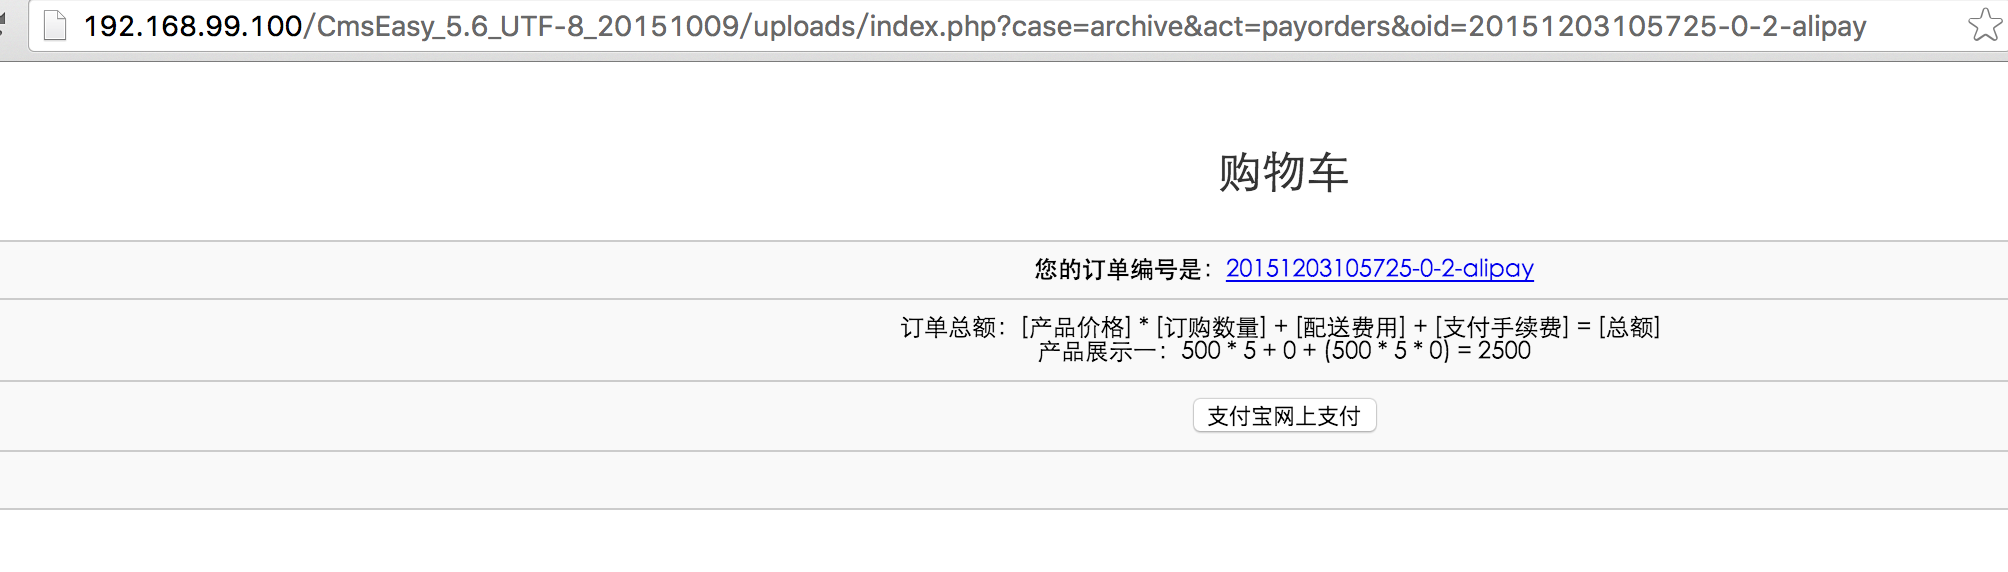 192.168.99.100/CmsEasy_5.6_UTF-8_20151009/uploads/index.php?case=archive&act=payorders&oid=20151203105725-0-2-alipay
购物车
您的订单编号是：20151203105725-0-2-alipay
订单总额：[产品价格] * [订购数量] + [配送费用] + [支付手续费] = [总额]
产品展示一：500 * 5 + 0 + (500 * 5 * 0) = 2500
支付宝网上支付